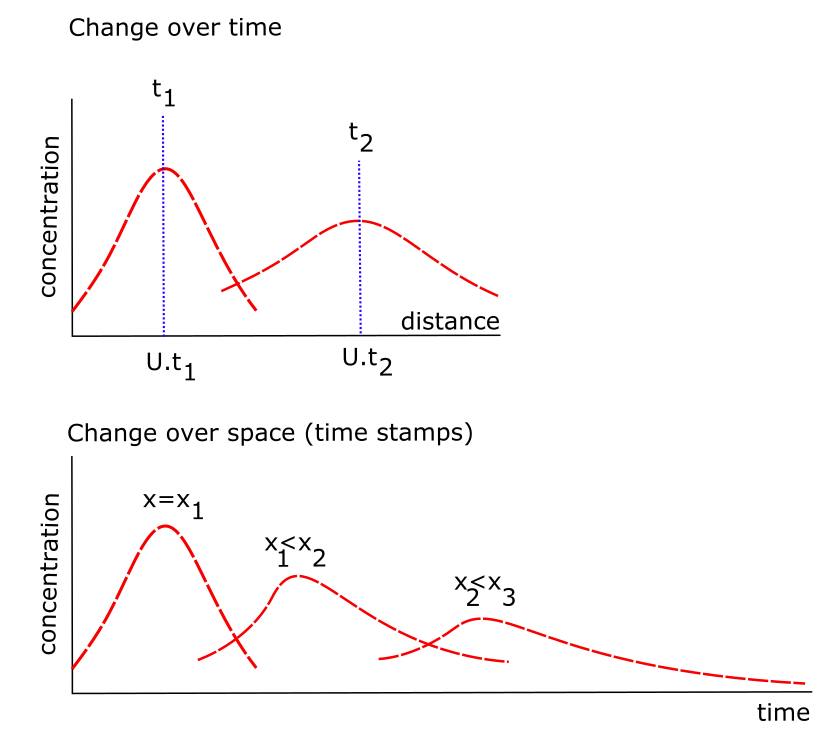 Change over time
t1
t2
concentration
distance
U.t1
U.t2
Change over space (time stamps)
x=x1
x1<x2
x2<x3
concentration
time